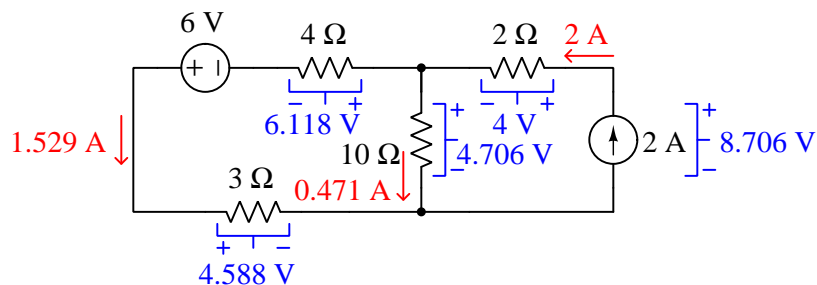 6 V
4 Ω
2 Ω
2 A
+ −
− +
− +
6.118 V
4 V
1.529 A
10 Ω
+
−
4.706 V
2 A
+
−
8.706 V
3 Ω
0.471 A
+ −
4.588 V